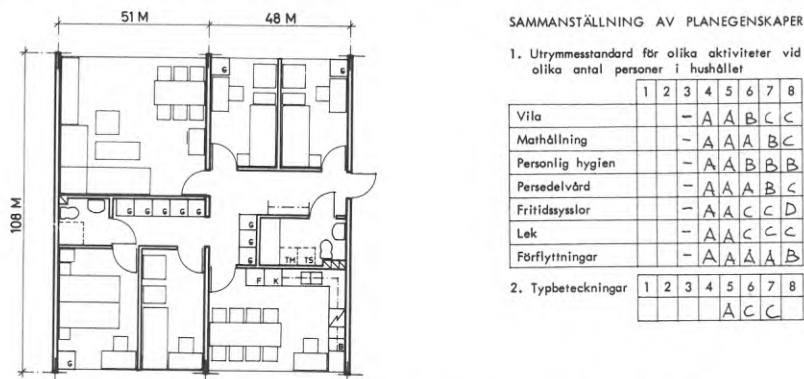 51 M 48 M
108 M
G G G
G G G G G
G
G
G
TM TS
F K
G
G
B
SAMMANSTÄLLNING AV PLANEGENSKAPER
1. Utrymmesstandard för olika aktiviteter vid
olika antal personer i hushållet
1 2 3 4 5 6 7 8
Vila - A A B C C
Mathållning - A A A B C
Personlig hygien - A A B B B
Persedelvård - A A A B C
Fritidssysslor - A A C C D
Lek - A A C C C
Förflyttningar - A A A A B
2. Typbeteckningar 1 2 3 4 5 6 7 8
A C C